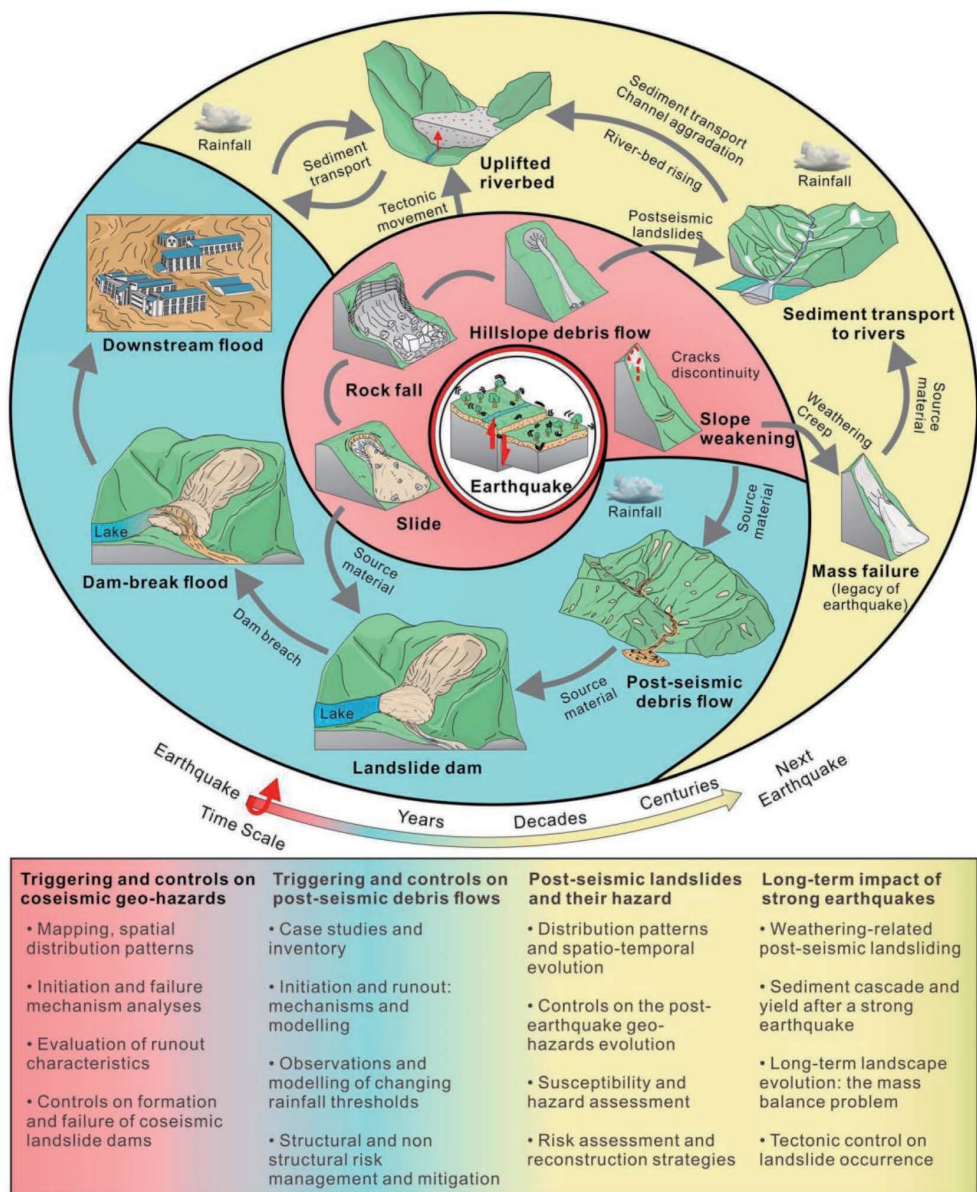 Rainfall
Sediment
transport
Uplifted
riverbed
Tectonic
movement
Sediment transport
Channel aggradation
River-bed rising
Rainfall
Postseismic
landslides
Sediment transport
to rivers
Downstream flood
Hillslope debris flow
Rock fall
Cracks
discontinuity
Slope
weakening
Weathering
Creep
Source
material
Earthquake
Slide
Rainfall
Source
material
Mass failure
(legacy of
earthquake)
Lake
Dam-break flood
Source
material
Dam breach
Lake
Landslide dam
Source
material
Post-seismic
debris flow
Earthquake
Time Scale
Years
Decades
Centuries
Next
Earthquake
Triggering and controls on
coseismic geo-hazards
• Mapping, spatial
distribution patterns
• Initiation and failure
mechanism analyses
• Evaluation of runout
characteristics
• Controls on formation
and failure of coseismic
landslide dams
Triggering and controls on
post-seismic debris flows
• Case studies and
inventory
• Initiation and runout:
mechanisms and
modelling
• Observations and
modelling of changing
rainfall thresholds
• Structural and non
structural risk
management and mitigation
Post-seismic landslides
and their hazard
• Distribution patterns
and spatio-temporal
evolution
• Controls on the post-
earthquake geo-
hazards evolution
• Susceptibility and
hazard assessment
• Risk assessment and
reconstruction strategies
Long-term impact of
strong earthquakes
• Weathering-related
post-seismic landsliding
• Sediment cascade and
yield after a strong
earthquake
• Long-term landscape
evolution: the mass
balance problem
• Tectonic control on
landslide occurrence